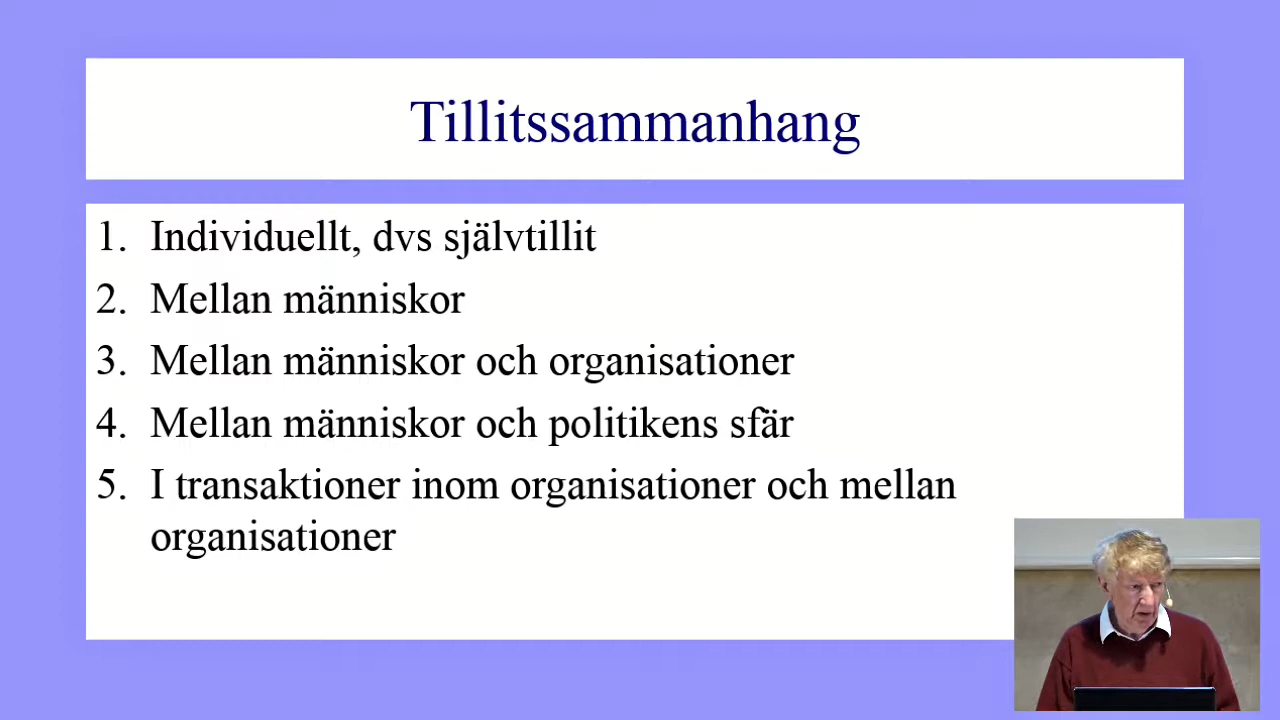 Tillitssammanhang
1. Individuellt, dvs självtillit
2. Mellan människor
3. Mellan människor och organisationer
4. Mellan människor och politikens sfär
5. I transaktioner inom organisationer och mellan
organisationer